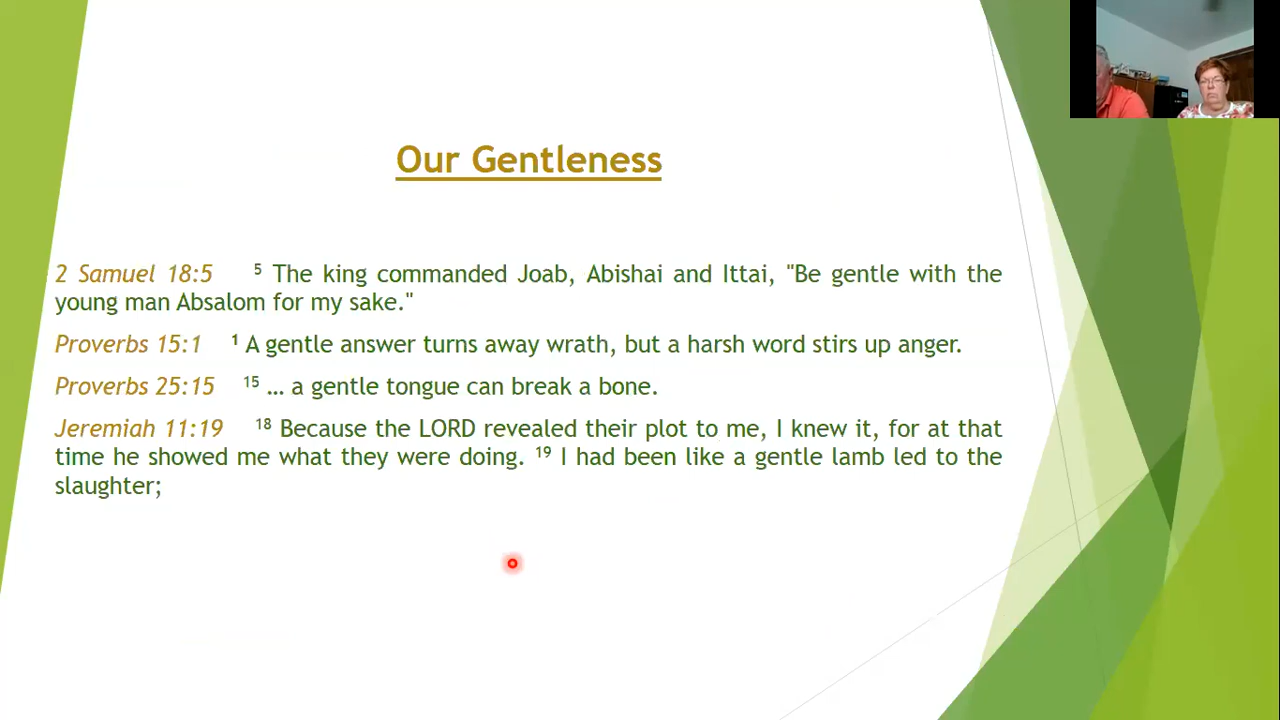 Our Gentleness
2 Samuel 18:5 ⁵ The king commanded Joab, Abishai and Ittai, "Be gentle with the
young man Absalom for my sake."
Proverbs 15:1 ¹ A gentle answer turns away wrath, but a harsh word stirs up anger.
Proverbs 25:15 ¹⁵ … a gentle tongue can break a bone.
Jeremiah 11:19 ¹⁸ Because the LORD revealed their plot to me, I knew it, for at that
time he showed me what they were doing. ¹⁹ I had been like a gentle lamb led to the
slaughter;